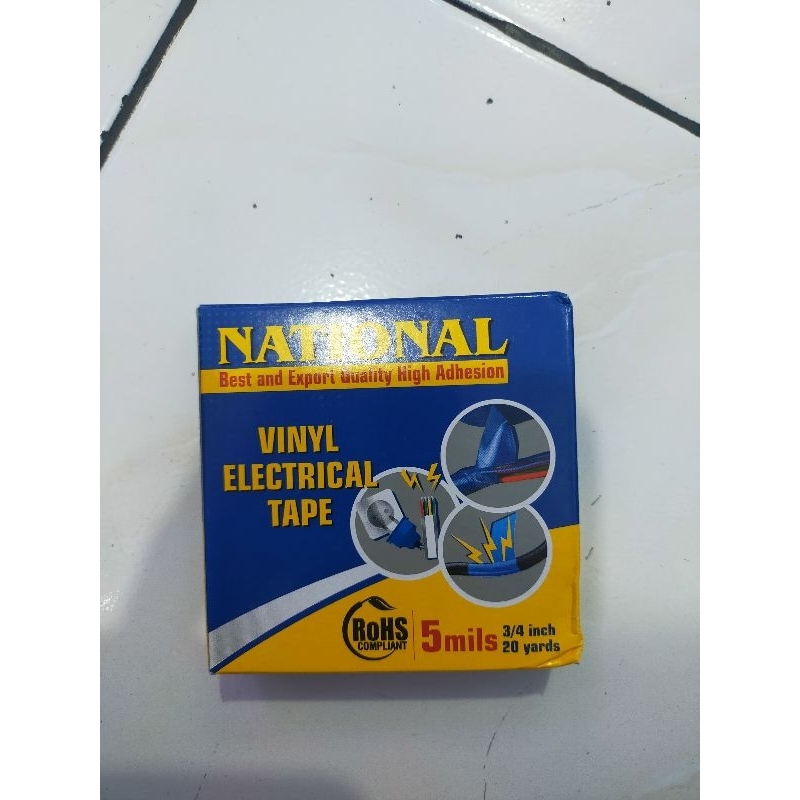 NATIONAL
Best and Export Quality High Adhesion
VINYL
ELECTRICAL
TAPE
RoHS
COMPLIANT
5mils
3/4 inch
20 yards